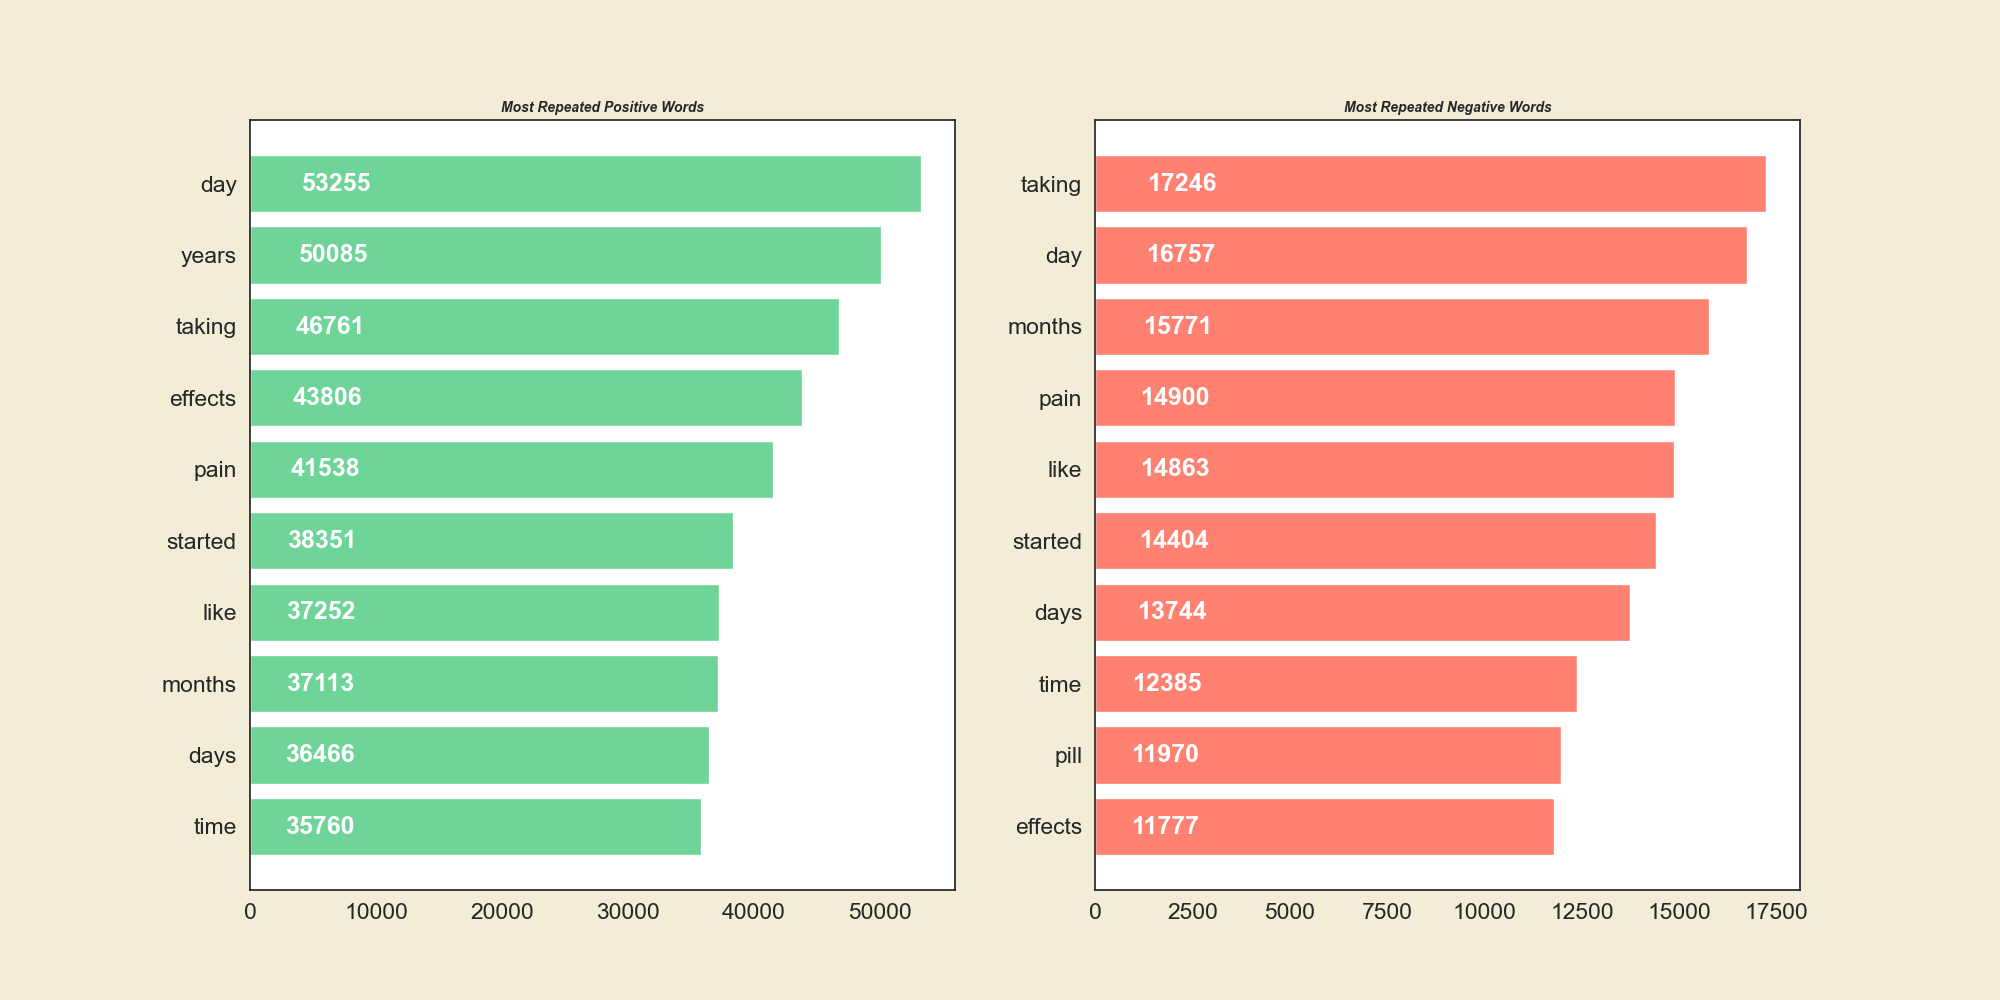 Most Repeated Positive Words
day 53255
years 50085
taking 46761
effects 43806
pain 41538
started 38351
like 37252
months 37113
days 36466
time 35760
0 10000 20000 30000 40000 50000
Most Repeated Negative Words
taking 17246
day 16757
months 15771
pain 14900
like 14863
started 14404
days 13744
time 12385
pill 11970
effects 11777
0 2500 5000 7500 10000 12500 15000 17500